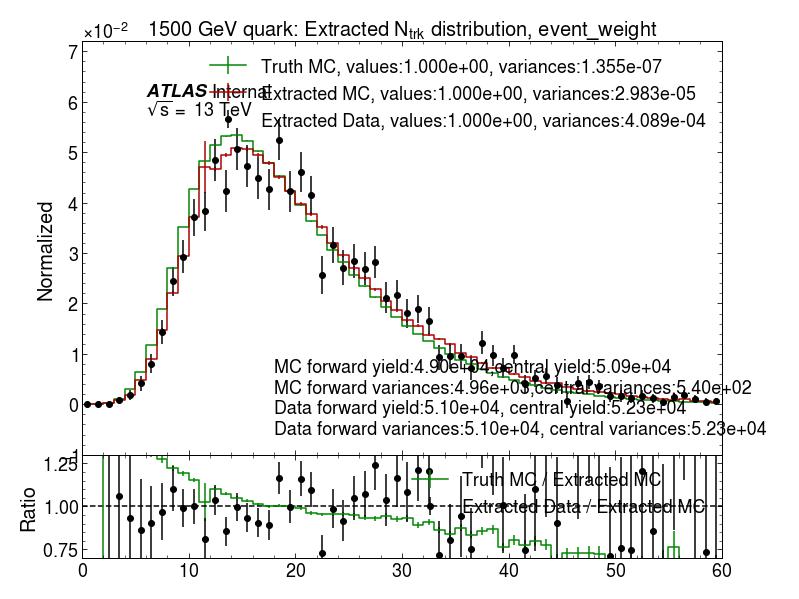 1500 GeV quark: Extracted N_trk distribution, event_weight
×10⁻²
Truth MC, values:1.000e+00, variances:1.355e-07
ATLAS Internal
Extracted MC, values:1.000e+00, variances:2.983e-05
√s = 13 TeV
Extracted Data, values:1.000e+00, variances:4.089e-04
7
6
5
4
3
2
1
0
Normalized
MC forward yield:4.90e+04, central yield:5.09e+04
MC forward variances:4.96e+03, central variances:5.40e+02
Data forward yield:5.10e+04, central yield:5.23e+04
Data forward variances:5.10e+04, central variances:5.23e+04
1.25
1.00
0.75
Ratio
Truth MC / Extracted MC
Extracted Data / Extracted MC
0 10 20 30 40 50 60